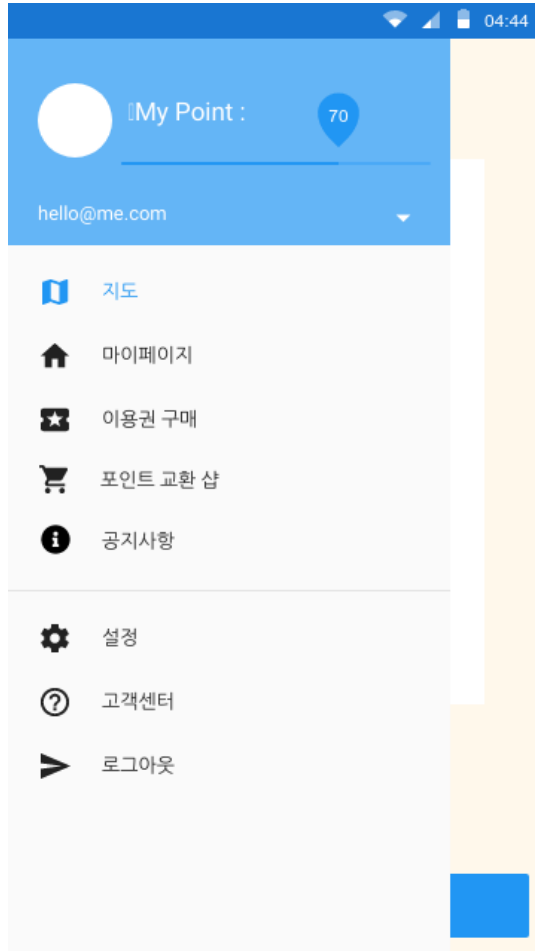 04:44
My Point :
70
hello@me.com
지도
마이페이지
이용권 구매
포인트 교환 샵
공지사항
설정
고객센터
로그아웃